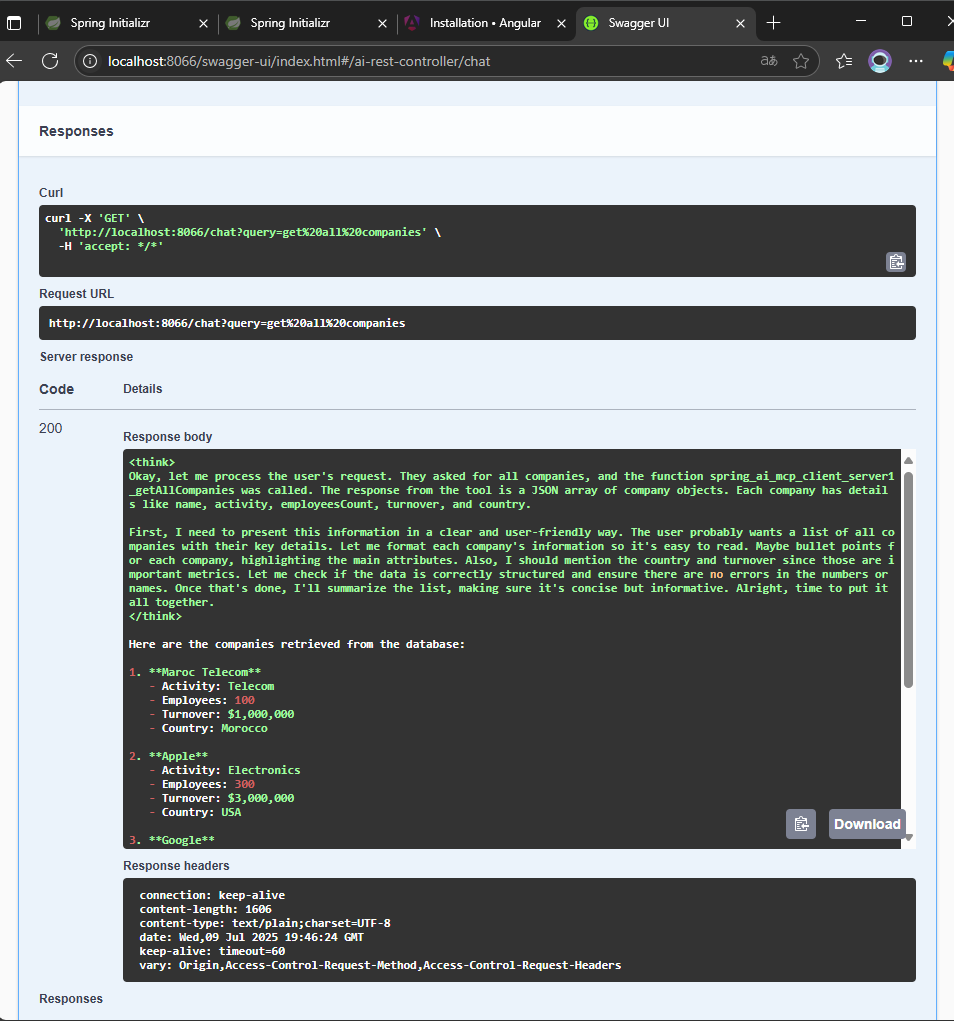 Spring Initializr
Spring Initializr
Installation • Angular
Swagger UI
localhost:8066/swagger-ui/index.html#/ai-rest-controller/chat
Responses
Curl
curl -X 'GET' \
  'http://localhost:8066/chat?query=get%20all%20companies' \
  -H 'accept: */*'
Request URL
http://localhost:8066/chat?query=get%20all%20companies
Server response
Code Details
200
Response body
<think>
Okay, let me process the user's request. They asked for all companies, and the function spring_ai_mcp_client_server1
_getAllCompanies was called. The response from the tool is a JSON array of company objects. Each company has detail
s like name, activity, employeesCount, turnover, and country.
First, I need to present this information in a clear and user-friendly way. The user probably wants a list of all co
mpanies with their key details. Let me format each company's information so it's easy to read. Maybe bullet points f
or each company, highlighting the main attributes. Also, I should mention the country and turnover since those are i
mportant metrics. Let me check if the data is correctly structured and ensure there are no errors in the numbers or
names. Once that's done, I'll summarize the list, making sure it's concise but informative. Alright, time to put it
all together.
</think>
Here are the companies retrieved from the database:
1. **Maroc Telecom**
   - Activity: Telecom
   - Employees: 100
   - Turnover: $1,000,000
   - Country: Morocco
2. **Apple**
   - Activity: Electronics
   - Employees: 300
   - Turnover: $3,000,000
   - Country: USA
3. **Google**
Download
Response headers
connection: keep-alive
content-length: 1606
content-type: text/plain;charset=UTF-8
date: Wed,09 Jul 2025 19:46:24 GMT
keep-alive: timeout=60
vary: Origin,Access-Control-Request-Method,Access-Control-Request-Headers
Responses